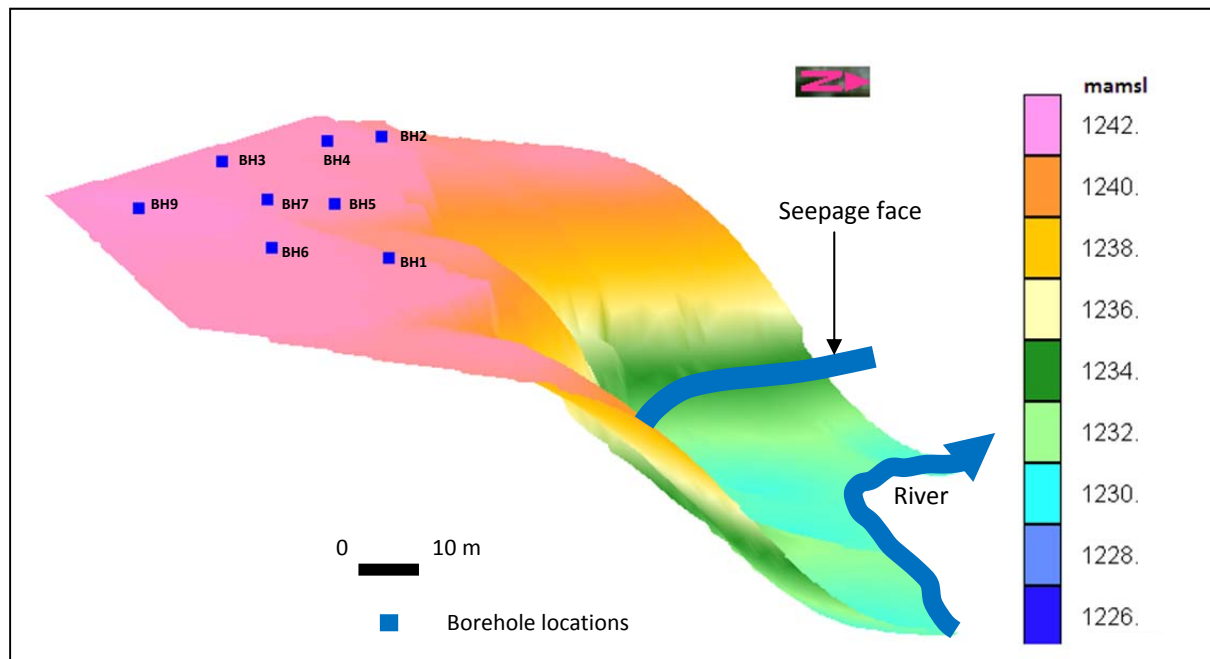 N
mamsl
1242.
1240.
1238.
1236.
1234.
1232.
1230.
1228.
1226.
BH2
BH4
BH3
BH9
BH7
BH5
BH6
BH1
Seepage face
River
0 10 m
Borehole locations